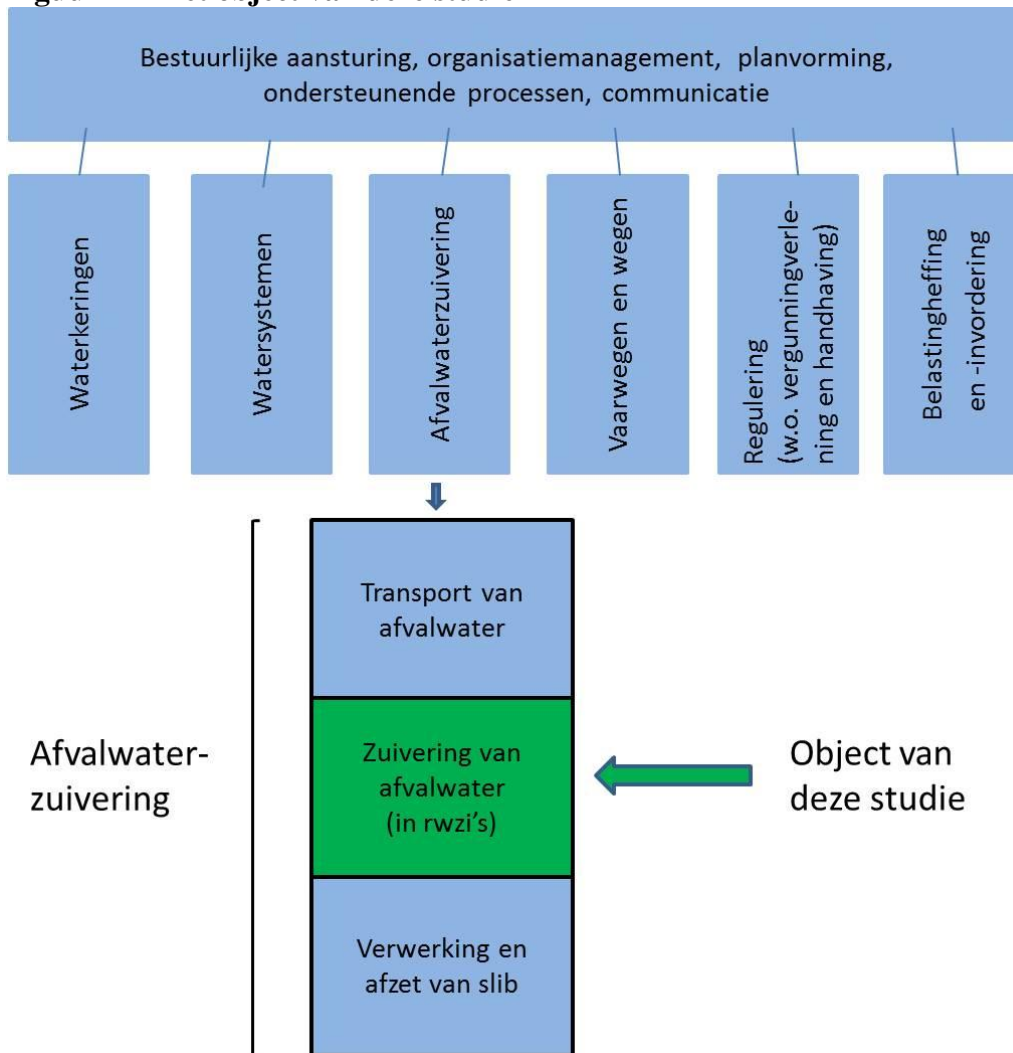 Bestuurlijke aansturing, organisatiemanagement, planvorming,
ondersteunende processen, communicatie
Waterkeringen
Watersystemen
Afvalwaterzuivering
Vaarwegen en wegen
Regulering
(w.o. vergunningverle-
ning en handhaving)
Belastingheffing
en -invordering
Transport van
afvalwater
Afvalwater-
zuivering
Zuivering van
afvalwater
(in rwzi's)
Object van
deze studie
Verwerking en
afzet van slib